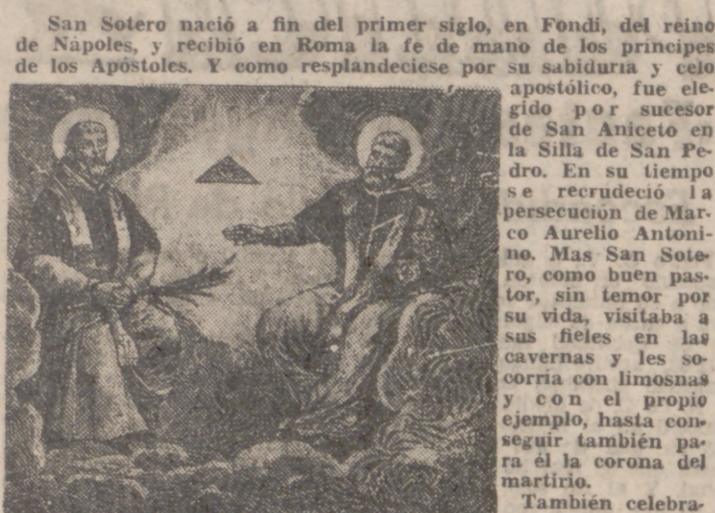 San Sotero nació a fin del primer siglo, en Fondi, del reino
de Nápoles, y recibió en Roma la fe de mano de los príncipes
de los Apóstoles. Y como resplandeciese por su sabiduría y celo
apostólico, fue ele-
gido por sucesor
de San Aniceto en
la Silla de San Pe-
dro. En su tiempo
se recrudeció la
persecución de Mar-
co Aurelio Antoni-
no. Mas San Sote-
ro, como buen pas-
tor, sin temor por
su vida, visitaba a
sus fieles en las
cavernas y les so-
corría con limosnas
y con el propio
ejemplo, hasta con-
seguir también pa-
ra él la corona del
martirio.
También celebra-